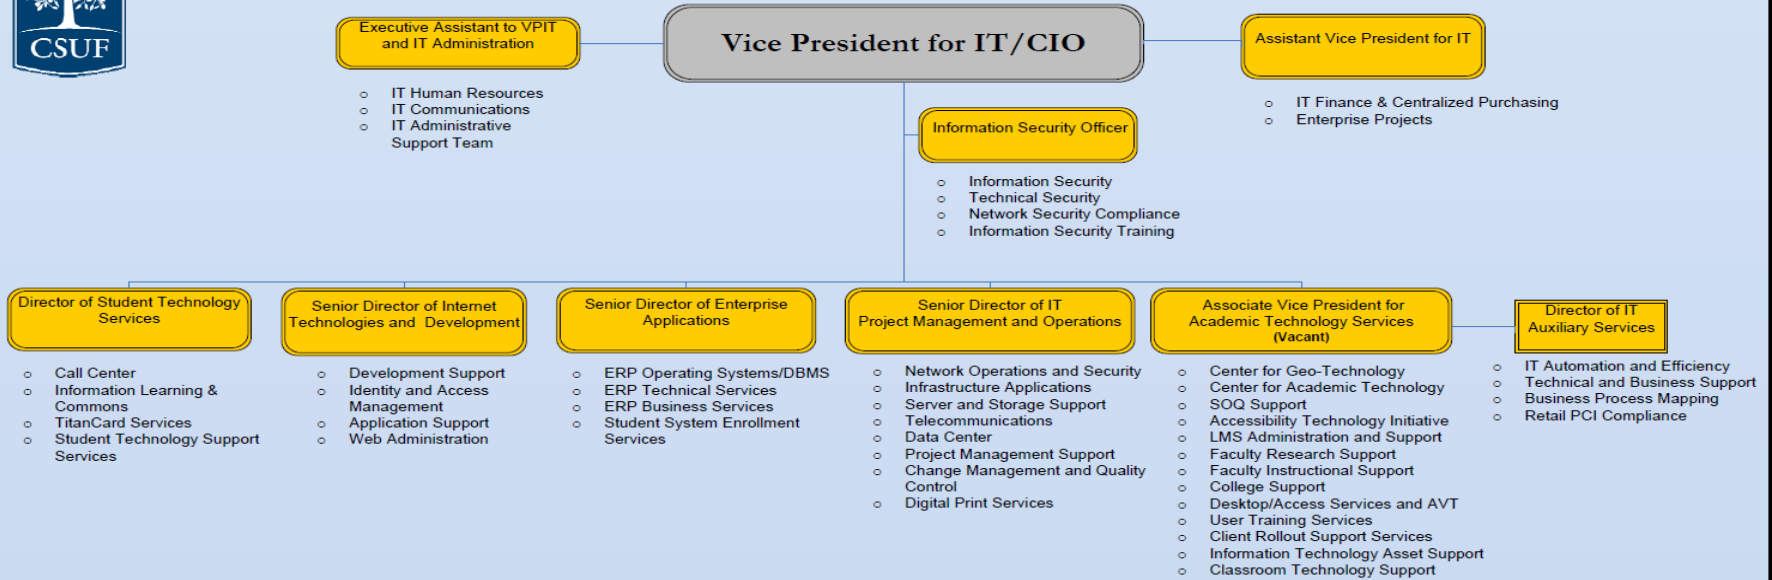 CSUF
Executive Assistant to VPIT
and IT Administration
Vice President for IT/CIO
Assistant Vice President for IT
o IT Human Resources
o IT Communications
o IT Administrative
Support Team
o IT Finance & Centralized Purchasing
o Enterprise Projects
Information Security Officer
o Information Security
o Technical Security
o Network Security Compliance
o Information Security Training
Director of Student Technology
Services
o Call Center
o Information Learning &
Commons
o TitanCard Services
o Student Technology Support
Services
Senior Director of Internet
Technologies and Development
o Development Support
o Identity and Access
Management
o Application Support
o Web Administration
Senior Director of Enterprise
Applications
o ERP Operating Systems/DBMS
o ERP Technical Services
o ERP Business Services
o Student System Enrollment
Services
Senior Director of IT
Project Management and Operations
o Network Operations and Security
o Infrastructure Applications
o Server and Storage Support
o Telecommunications
o Data Center
o Project Management Support
o Change Management and Quality
Control
o Digital Print Services
Associate Vice President for
Academic Technology Services
(Vacant)
o Center for Geo-Technology
o Center for Academic Technology
o SOQ Support
o Accessibility Technology Initiative
o LMS Administration and Support
o Faculty Research Support
o Faculty Instructional Support
o College Support
o Desktop/Access Services and AVT
o User Training Services
o Client Rollout Support Services
o Information Technology Asset Support
o Classroom Technology Support
Director of IT
Auxiliary Services
o IT Automation and Efficiency
o Technical and Business Support
o Business Process Mapping
o Retail PCI Compliance